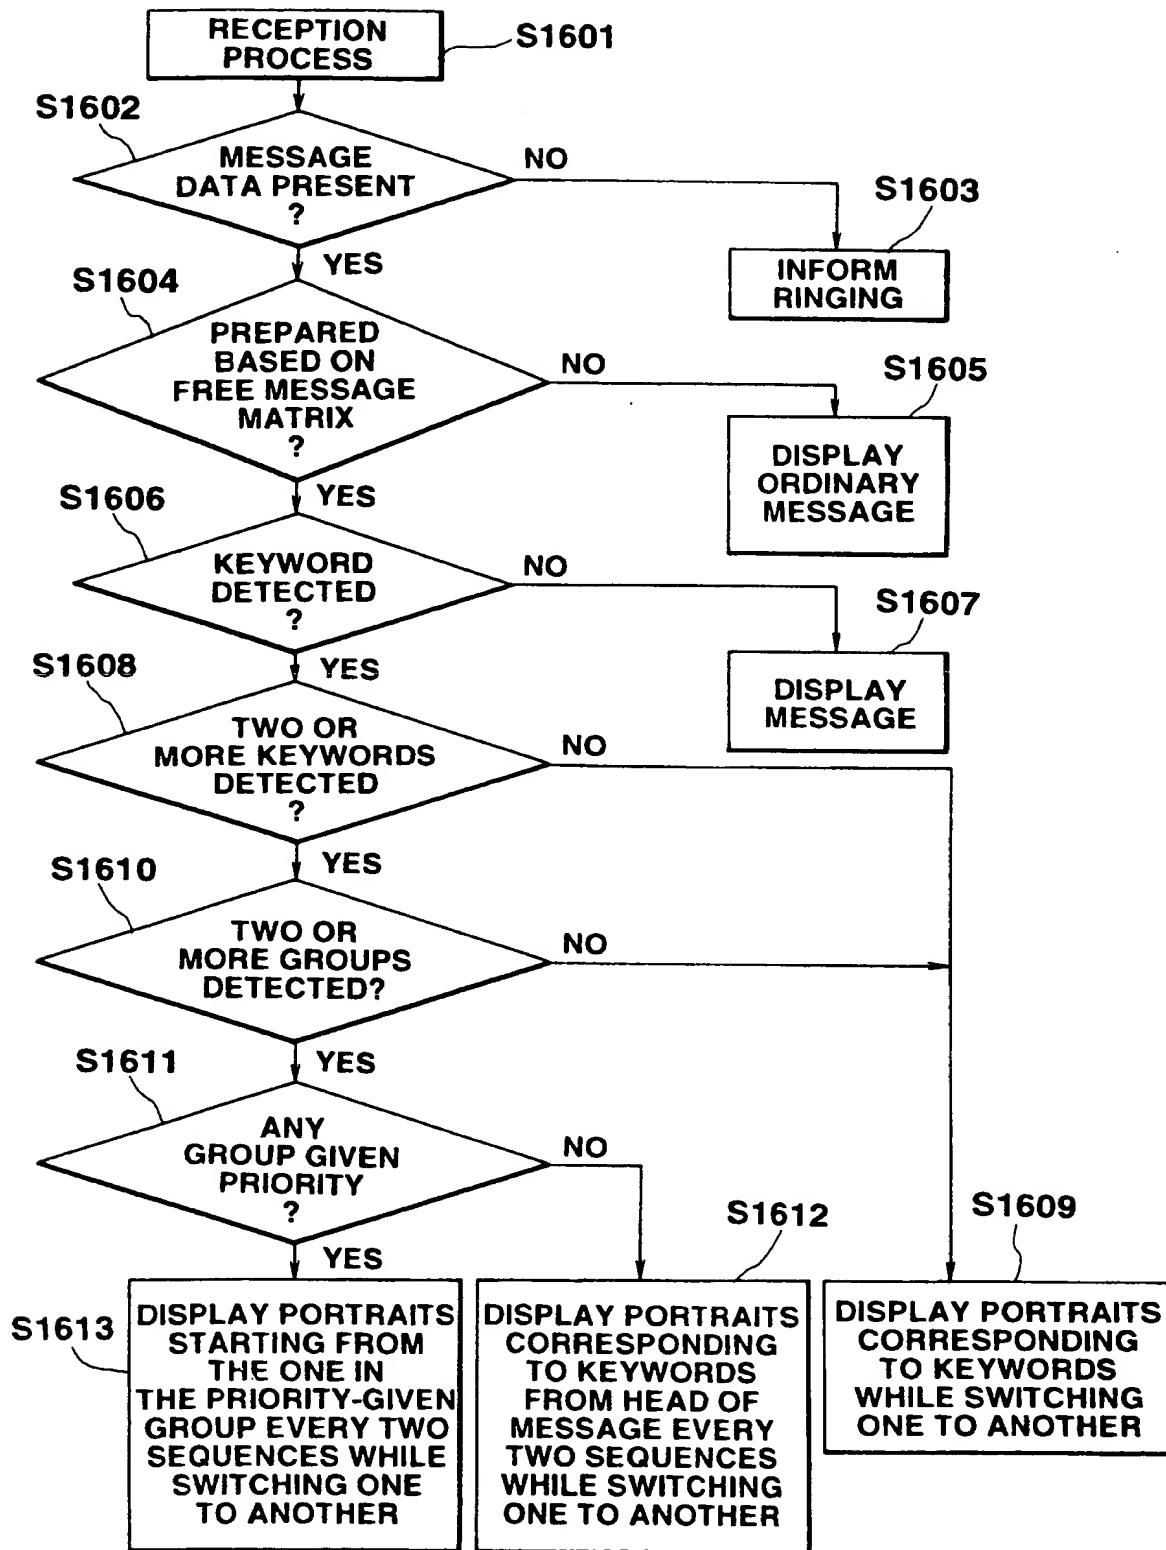 RECEPTION
PROCESS
S1601
S1602
MESSAGE
DATA PRESENT
?
NO
S1603
INFORM
RINGING
YES
S1604
PREPARED
BASED ON
FREE MESSAGE
MATRIX
?
NO
S1605
DISPLAY
ORDINARY
MESSAGE
YES
S1606
KEYWORD
DETECTED
?
NO
S1607
DISPLAY
MESSAGE
YES
S1608
TWO OR
MORE KEYWORDS
DETECTED
?
NO
YES
S1610
TWO OR
MORE GROUPS
DETECTED?
NO
YES
S1611
ANY
GROUP GIVEN
PRIORITY
?
NO
YES
S1613
DISPLAY PORTRAITS
STARTING FROM
THE ONE IN
THE PRIORITY-GIVEN
GROUP EVERY TWO
SEQUENCES WHILE
SWITCHING ONE
TO ANOTHER
S1612
DISPLAY PORTRAITS
CORRESPONDING
TO KEYWORDS
FROM HEAD OF
MESSAGE EVERY
TWO SEQUENCES
WHILE SWITCHING
ONE TO ANOTHER
S1609
DISPLAY PORTRAITS
CORRESPONDING
TO KEYWORDS
WHILE SWITCHING
ONE TO ANOTHER